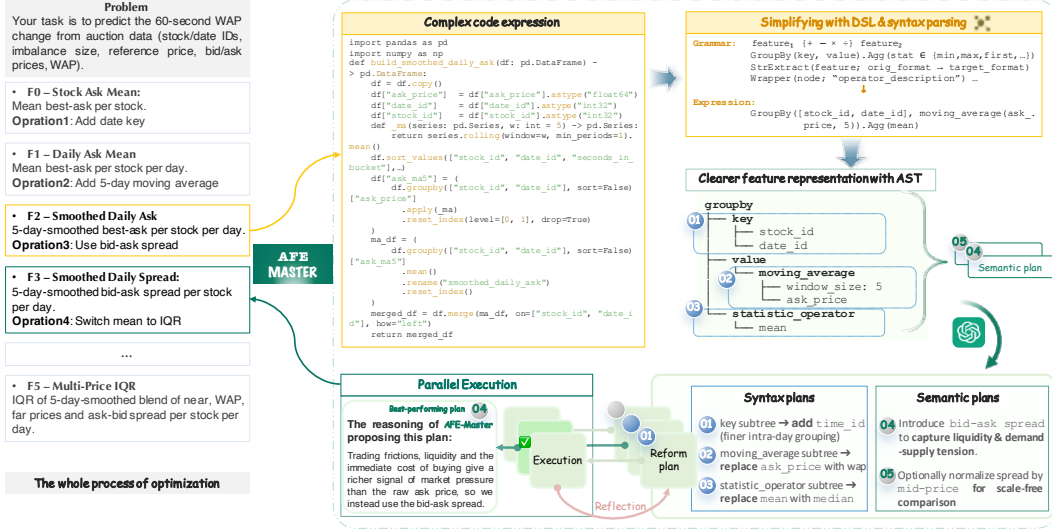 Problem
Your task is to predict the 60-second WAP
change from auction data (stock/date IDs,
imbalance size, reference price, bid/ask
prices, WAP).
• F0 – Stock Ask Mean:
Mean best-ask per stock.
Opration1: Add date key
• F1 – Daily Ask Mean
Mean best-ask per stock per day.
Opration2: Add 5-day moving average
• F2 – Smoothed Daily Ask
5-day-smoothed best-ask per stock per day.
Opration3: Use bid-ask spread
• F3 – Smoothed Daily Spread:
5-day-smoothed bid-ask spread per stock
per day.
Opration4: Switch mean to IQR
...
• F5 – Multi-Price IQR
IQR of 5-day-smoothed blend of near, WAP,
far prices and ask-bid spread per stock per
day.
The whole process of optimization
AFE
MASTER
Complex code expression
import pandas as pd
import numpy as np
def build_smoothed_daily_ask(df: pd.DataFrame) -
> pd.DataFrame:
df = df.copy()
df["ask_price"] = df["ask_price"].astype("float64")
df["date_id"] = df["date_id"].astype("int32")
df["stock_id"] = df["stock_id"].astype("int32")
def _ma(series: pd.Series, w: int = 5) -> pd.Series:
return series.rolling(window=w, min_periods=1).
mean()
df.sort_values(["stock_id", "date_id", "seconds_in_
bucket"],…)
df["ask_ma5"] = (
df.groupby(["stock_id", "date_id"], sort=False)
["ask_price"]
.apply(_ma)
.reset_index(level=[0, 1], drop=True)
)
ma_df = (
df.groupby(["stock_id", "date_id"], sort=False)
["ask_ma5"]
.mean()
.rename("smoothed_daily_ask")
.reset_index()
)
merged_df = df.merge(ma_df, on=["stock_id", "date_i
d"], how="left")
return merged_df
Simplifying with DSL & syntax parsing
Grammar: feature₁ {+ − × ÷} feature₂
GroupBy(key, value).Agg(stat ∈ {min,max,first,…})
StrExtract(feature; orig_format → target_format)
Wrapper(node; "operator_description") …
↓
Expression:
GroupBy([stock_id, date_id], moving_average(ask_
price, 5)).Agg(mean)
Clearer feature representation with AST
groupby
01 key
stock_id
date_id
value
02 moving_average
window_size: 5
ask_price
03 statistic_operator
mean
05
04
Semantic plan
Parallel Execution
Best-performing plan 04
The reasoning of AFE-Master
proposing this plan:
Trading frictions, liquidity and the
immediate cost of buying give a
richer signal of market pressure
than the raw ask price, so we
instead use the bid-ask spread.
Execution
01
Reform
plan
Reflection
Syntax plans
01 key subtree → add time_id
(finer intra-day grouping)
02 moving_average subtree →
replace ask_price with wap
03 statistic_operator subtree →
replace mean with median
Semantic plans
04 Introduce bid-ask spread
to capture liquidity & demand
-supply tension.
05 Optionally normalize spread by
mid-price for scale-free
comparison